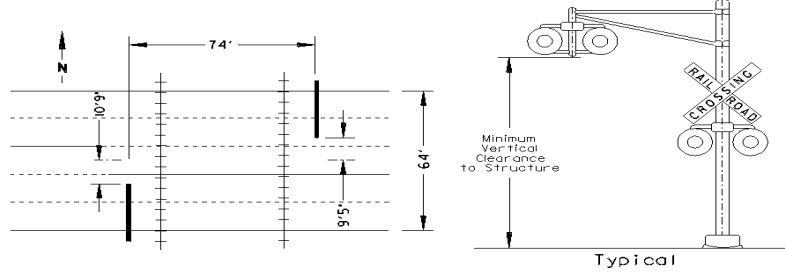 74'
N
10'9"
64'
9'5"
Minimum
Vertical
Clearance
to Structure
RAIL
ROAD
CROSSING
Typical